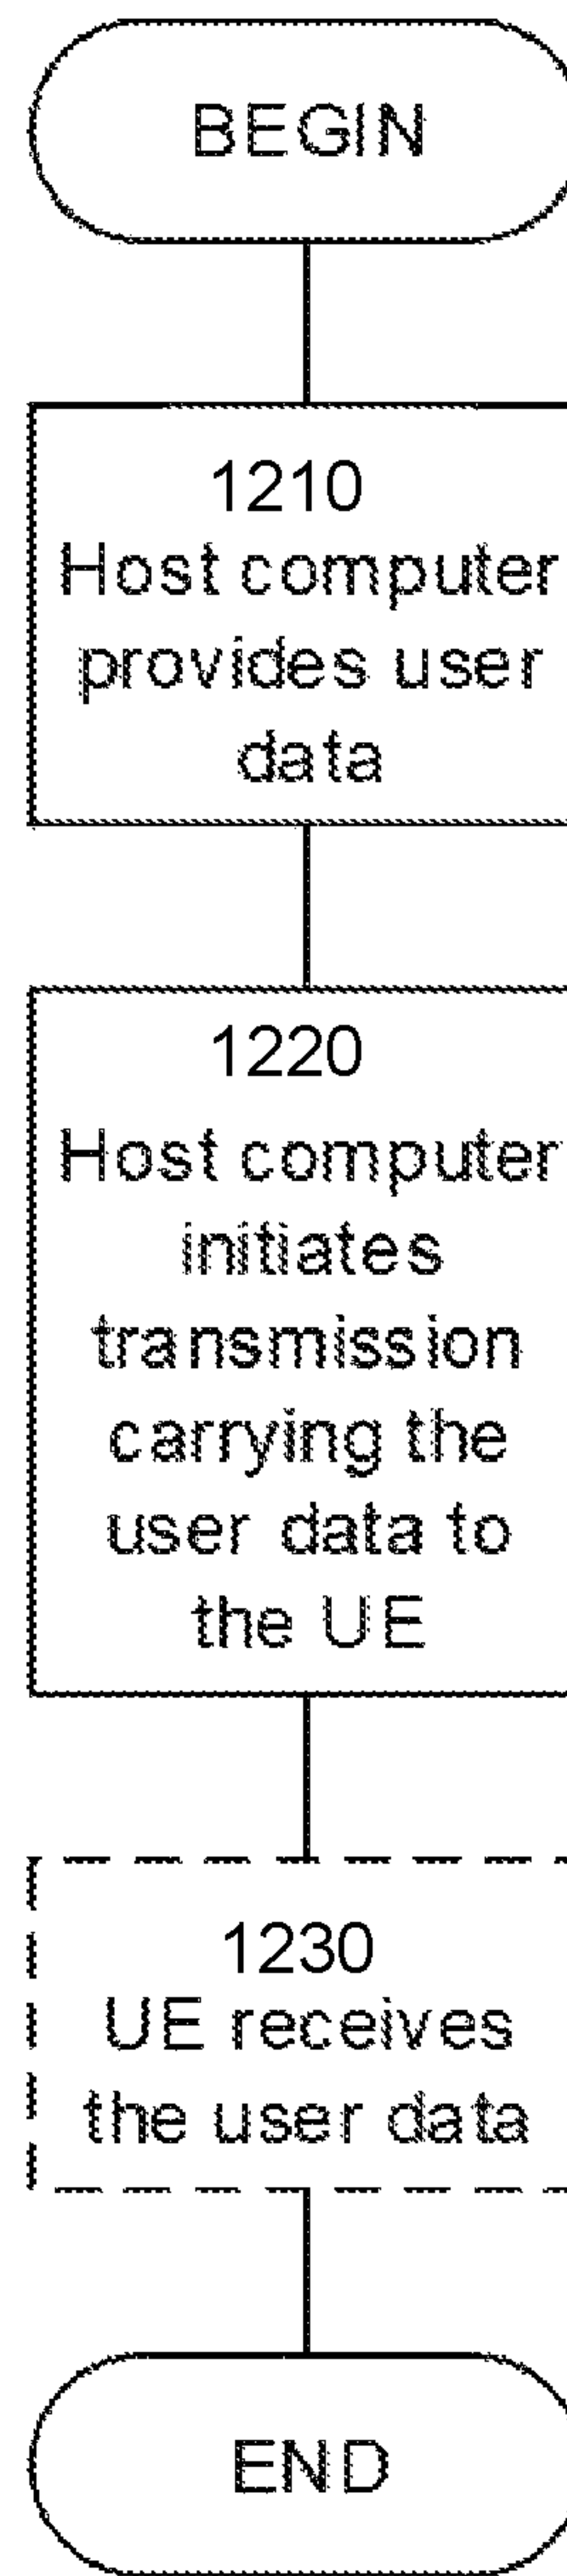 BEGIN
1210
Host computer
provides user
data
1220
Host computer
initiates
transmission
carrying the
user data to
the UE
1230
UE receives
the user data
END